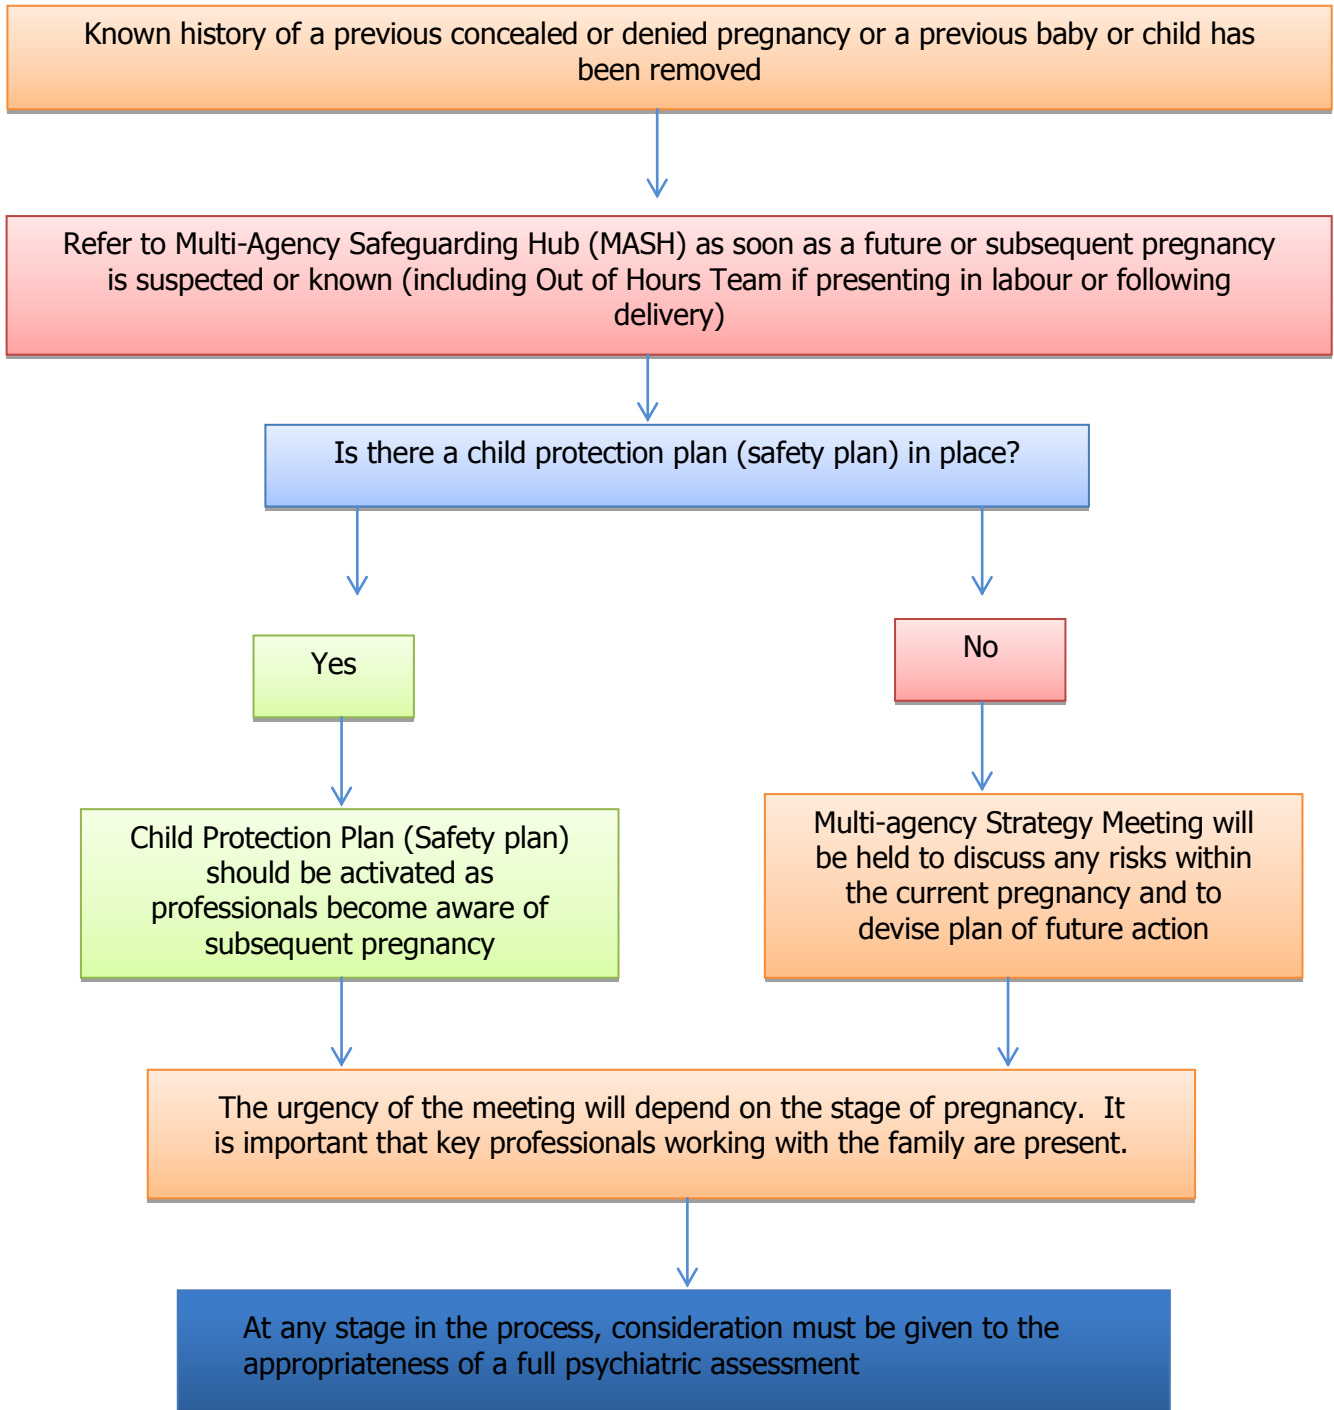 Known history of a previous concealed or denied pregnancy or a previous baby or child has
been removed
Refer to Multi-Agency Safeguarding Hub (MASH) as soon as a future or subsequent pregnancy
is suspected or known (including Out of Hours Team if presenting in labour or following
delivery)
Is there a child protection plan (safety plan) in place?
Yes
No
Child Protection Plan (Safety plan)
should be activated as
professionals become aware of
subsequent pregnancy
Multi-agency Strategy Meeting will
be held to discuss any risks within
the current pregnancy and to
devise plan of future action
The urgency of the meeting will depend on the stage of pregnancy.  It
is important that key professionals working with the family are present.
At any stage in the process, consideration must be given to the
appropriateness of a full psychiatric assessment